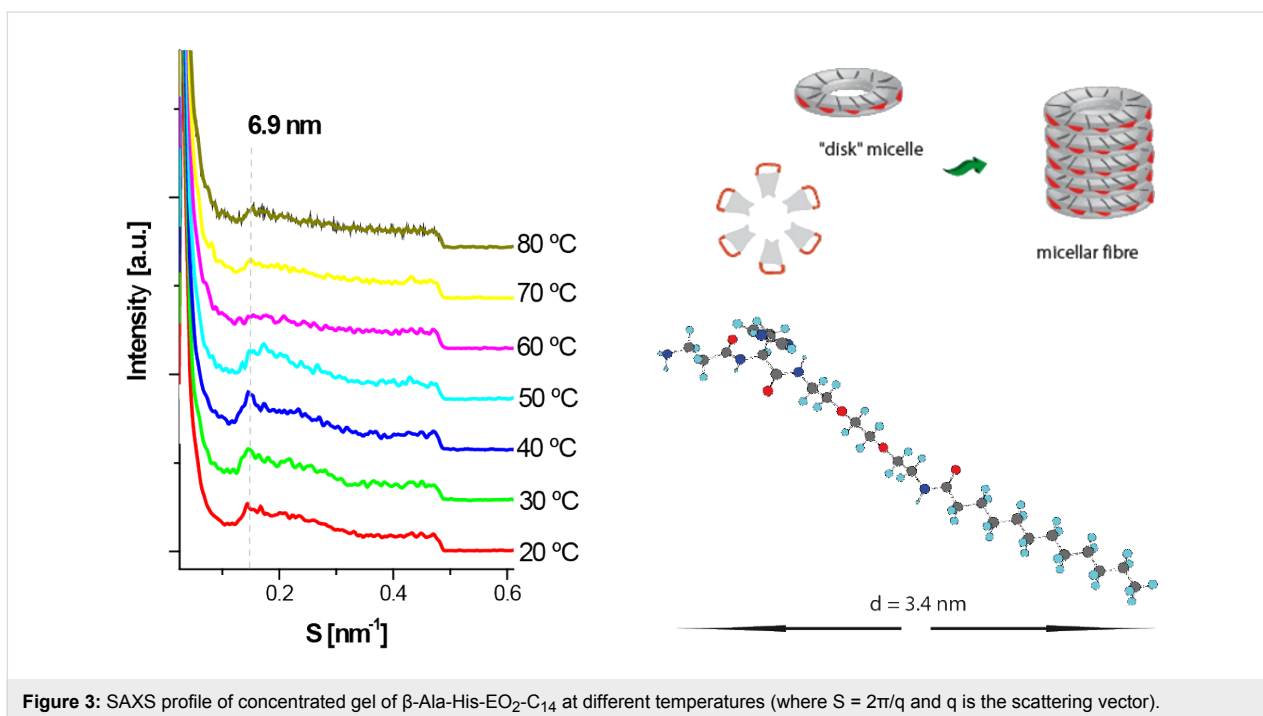 6.9 nm
Intensity [a.u.]
80 ºC
70 ºC
60 ºC
50 ºC
40 ºC
30 ºC
20 ºC
0.2 0.4 0.6
S [nm⁻¹]
"disk" micelle
micellar fibre
d = 3.4 nm
Figure 3: SAXS profile of concentrated gel of β-Ala-His-EO₂-C₁₄ at different temperatures (where S = 2π/q and q is the scattering vector).